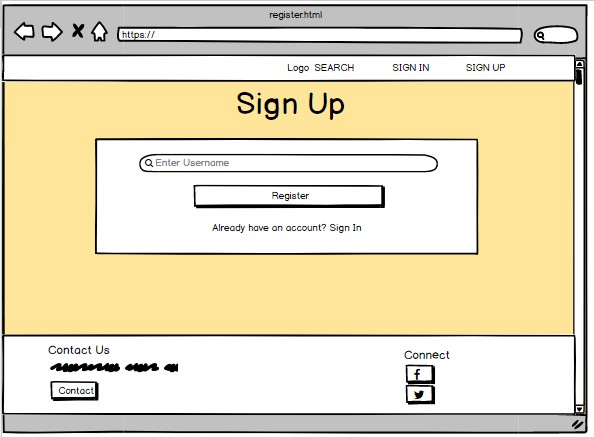 register.html
https://
Logo SEARCH SIGN IN SIGN UP
Sign Up
Enter Username
Register
Already have an account? Sign In
Contact Us
Contact
Connect